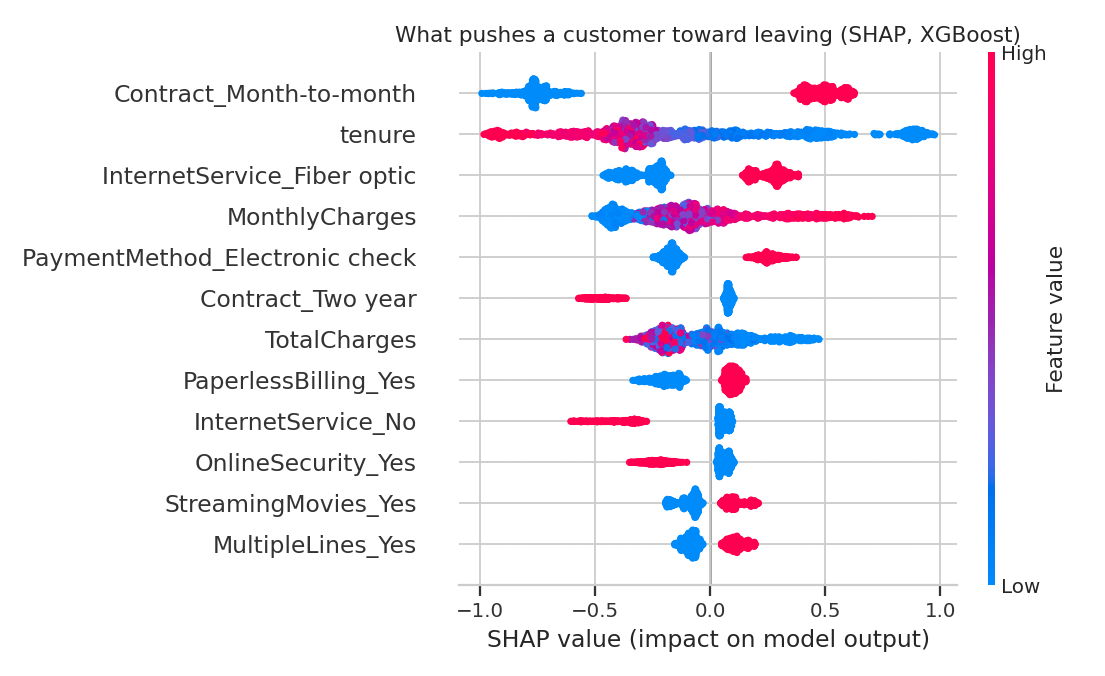 What pushes a customer toward leaving (SHAP, XGBoost)
High
Contract_Month-to-month
tenure
InternetService_Fiber optic
MonthlyCharges
PaymentMethod_Electronic check
Contract_Two year
TotalCharges
PaperlessBilling_Yes
InternetService_No
OnlineSecurity_Yes
StreamingMovies_Yes
MultipleLines_Yes
Feature value
Low
−1.0 −0.5 0.0 0.5 1.0
SHAP value (impact on model output)